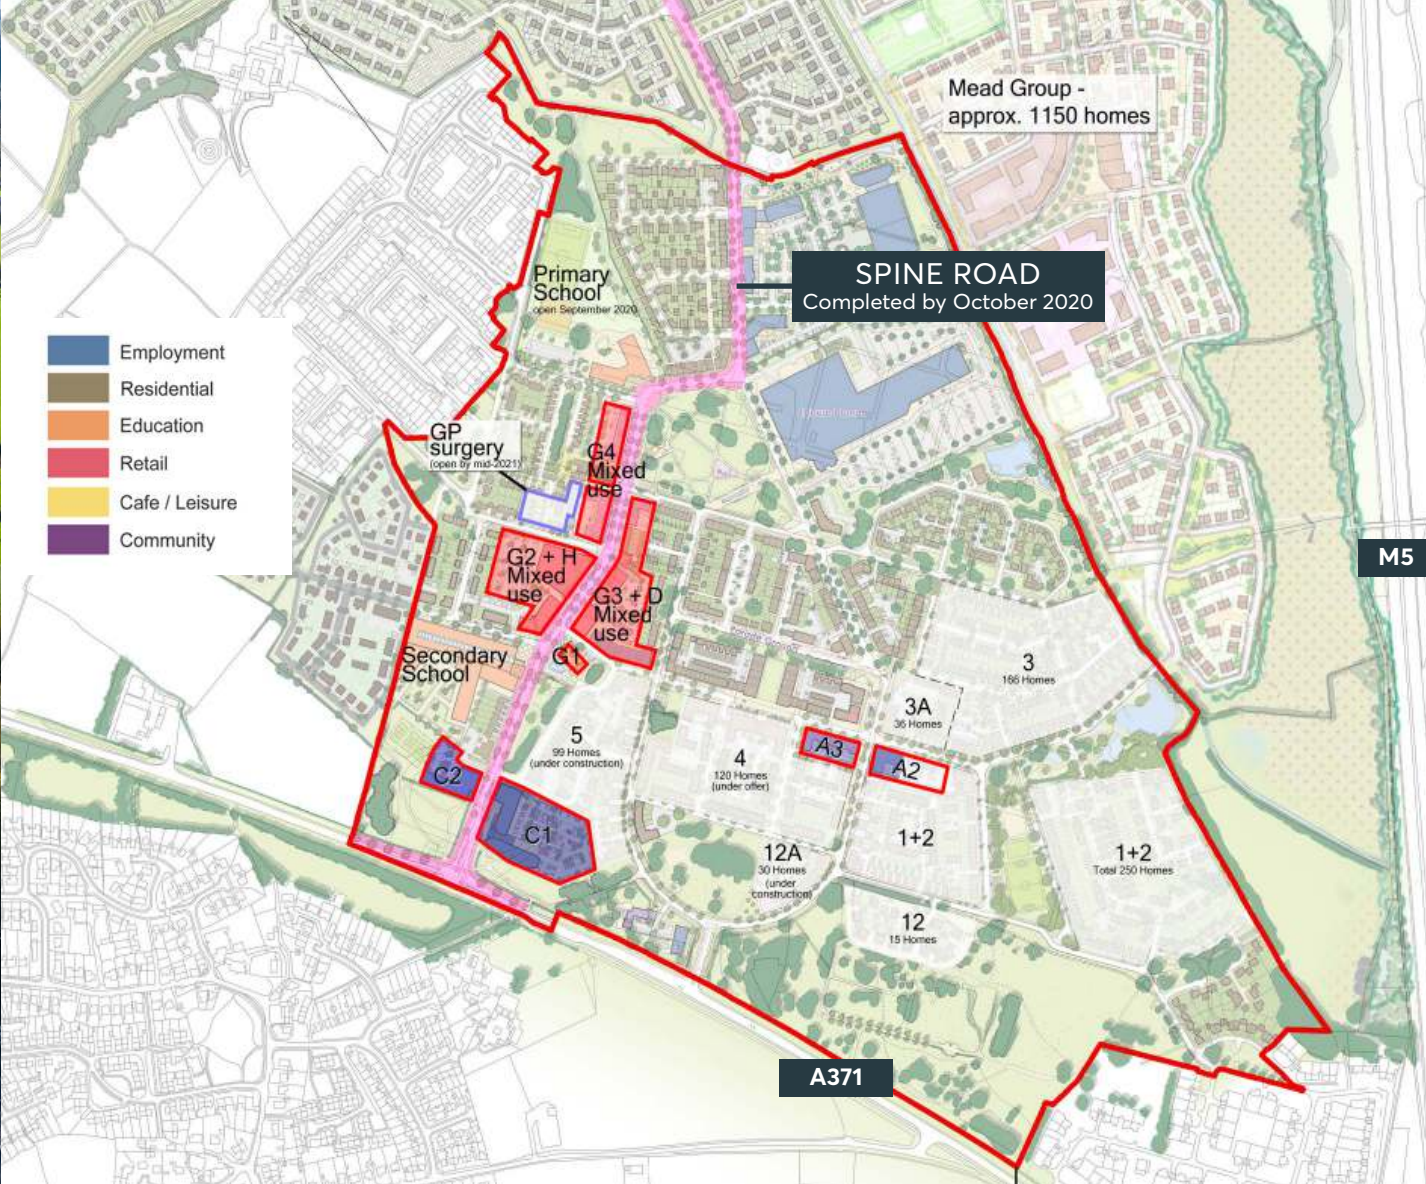 Mead Group -
approx. 1150 homes
SPINE ROAD
Completed by October 2020
Primary
School
open September 2020
Employment
Residential
Education
Retail
Cafe / Leisure
Community
GP
surgery
(open by mid-2021)
G4
Mixed
use
G2 + H
Mixed
use
G3 + D
Mixed
use
G1
Secondary
School
M5
3
166 Homes
3A
36 Homes
5
99 Homes
(under construction)
4
120 Homes
(under offer)
A3
A2
C2
C1
1+2
12A
30 Homes
(under
construction)
1+2
Total 250 Homes
12
15 Homes
A371